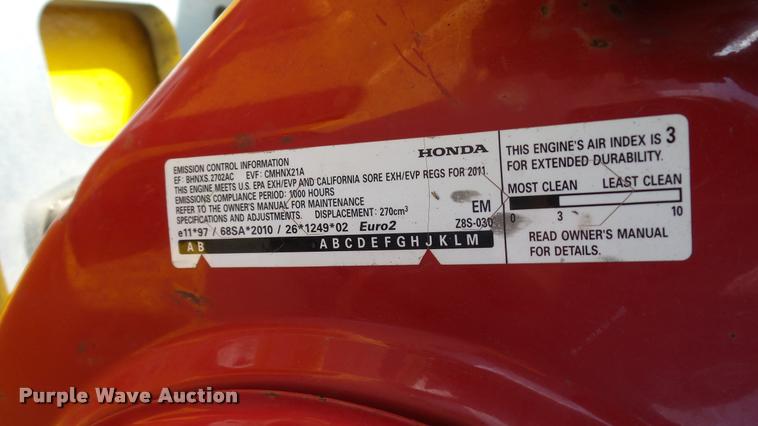 HONDA
EMISSION CONTROL INFORMATION
EF: BHNXS.2702AC EVF: CMHNX21A
THIS ENGINE MEETS U.S. EPA EXH/EVP AND CALIFORNIA SORE EXH/EVP REGS FOR 2011.
EMISSIONS COMPLIANCE PERIOD: 1000 HOURS
REFER TO THE OWNER'S MANUAL FOR MAINTENANCE
SPECIFICATIONS AND ADJUSTMENTS. DISPLACEMENT: 270cm³
EM
e11*97 / 68SA*2010 / 26*1249*02 Euro2 Z8S-030
A B A B C D E F G H J K L M
THIS ENGINE'S AIR INDEX IS 3
FOR EXTENDED DURABILITY.
MOST CLEAN LEAST CLEAN
0 3 10
READ OWNER'S MANUAL
FOR DETAILS.
Purple Wave Auction